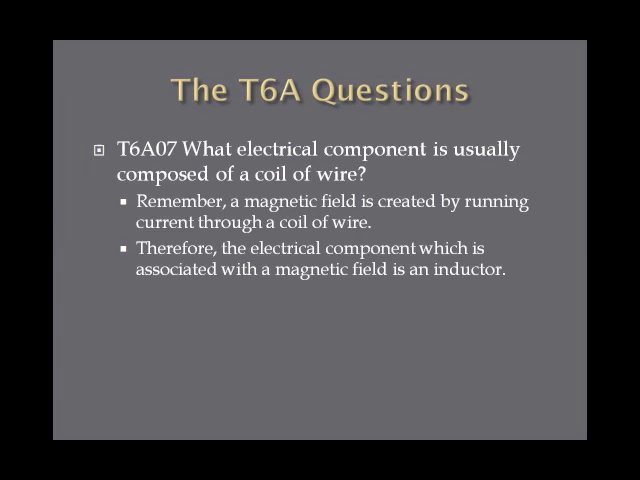 The T6A Questions
T6A07 What electrical component is usually
composed of a coil of wire?
Remember, a magnetic field is created by running
current through a coil of wire.
Therefore, the electrical component which is
associated with a magnetic field is an inductor.